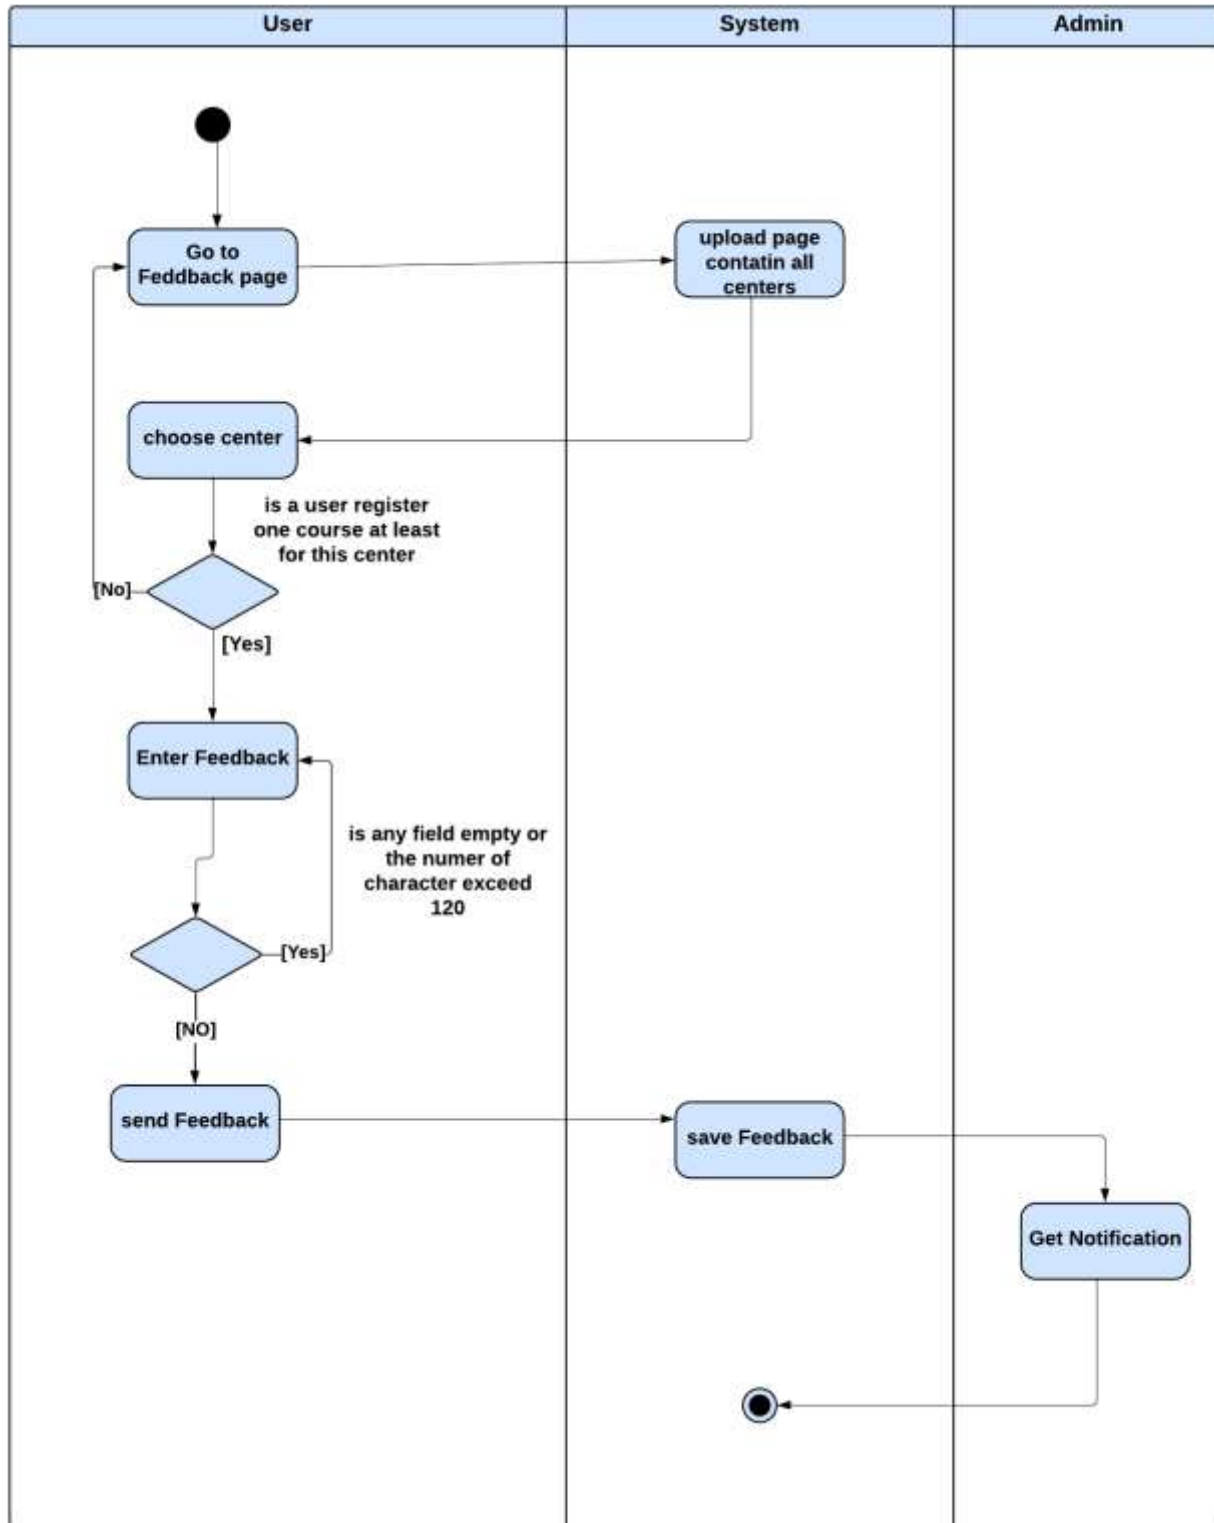 User
System
Admin
Go to
Feddback page
upload page
contatin all
centers
choose center
is a user register
one course at least
for this center
[No]
[Yes]
Enter Feedback
is any field empty or
the numer of
character exceed
120
[Yes]
[NO]
send Feedback
save Feedback
Get Notification